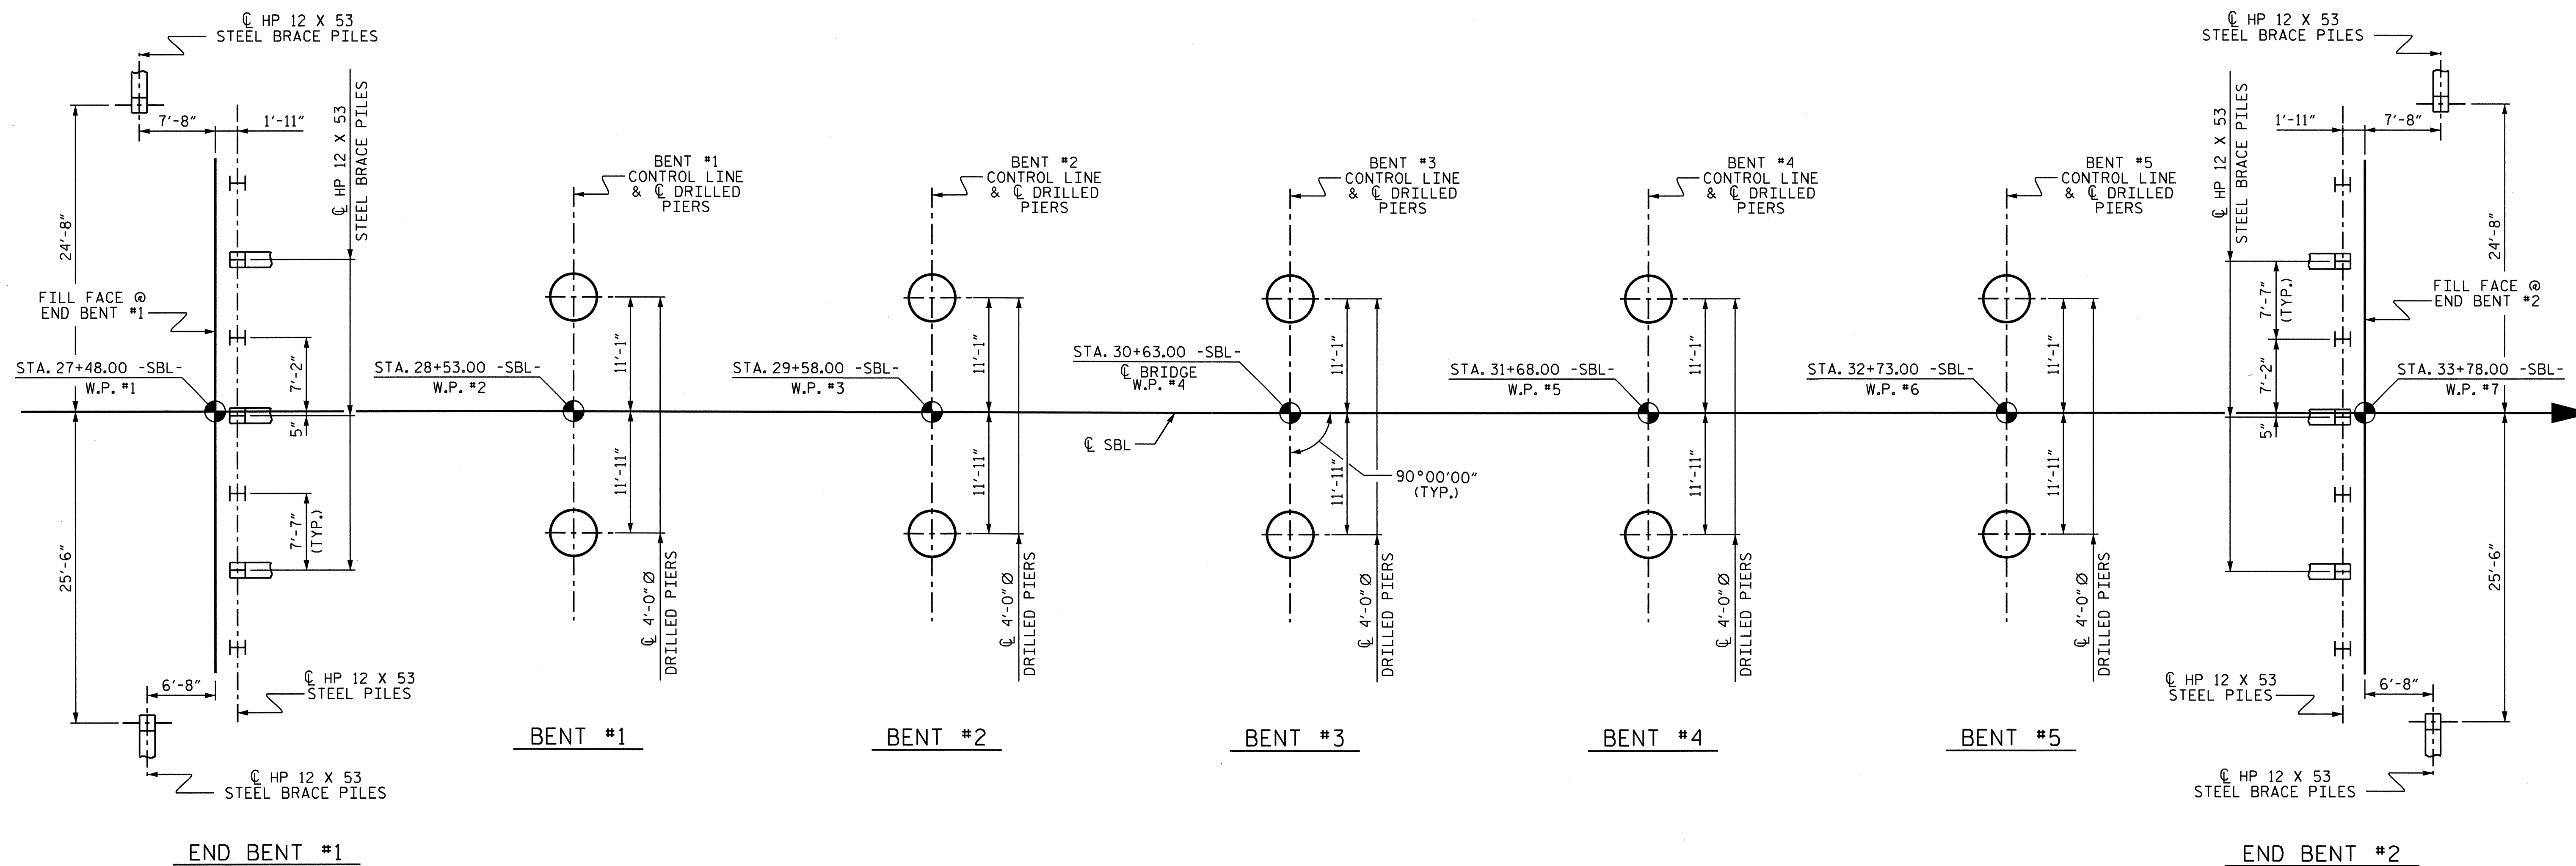 ℄ HP 12 X 53
STEEL BRACE PILES
7'-8"
1'-11"
℄ HP 12 X 53
STEEL BRACE PILES
24'-8"
FILL FACE @
END BENT #1
STA. 27+48.00 -SBL-
W.P. #1
7'-2"
5"
7'-7"
(TYP.)
25'-6"
6'-8"
℄ HP 12 X 53
STEEL PILES
℄ HP 12 X 53
STEEL BRACE PILES
END BENT #1
BENT #1
CONTROL LINE
& ℄ DRILLED
PIERS
STA. 28+53.00 -SBL-
W.P. #2
11'-1"
11'-11"
℄ 4'-0" Ø
DRILLED PIERS
BENT #1
BENT #2
CONTROL LINE
& ℄ DRILLED
PIERS
STA. 29+58.00 -SBL-
W.P. #3
11'-1"
11'-11"
℄ 4'-0" Ø
DRILLED PIERS
BENT #2
BENT #3
CONTROL LINE
& ℄ DRILLED
PIERS
STA. 30+63.00 -SBL-
℄ BRIDGE
W.P. #4
℄ SBL
11'-1"
11'-11"
90°00'00"
(TYP.)
℄ 4'-0" Ø
DRILLED PIERS
BENT #3
BENT #4
CONTROL LINE
& ℄ DRILLED
PIERS
STA. 31+68.00 -SBL-
W.P. #5
11'-1"
11'-11"
℄ 4'-0" Ø
DRILLED PIERS
BENT #4
BENT #5
CONTROL LINE
& ℄ DRILLED
PIERS
STA. 32+73.00 -SBL-
W.P. #6
11'-1"
11'-11"
℄ 4'-0" Ø
DRILLED PIERS
BENT #5
℄ HP 12 X 53
STEEL BRACE PILES
℄ HP 12 X 53
STEEL BRACE PILES
1'-11"
7'-8"
24'-8"
7'-7"
(TYP.)
FILL FACE @
END BENT #2
7'-2"
STA. 33+78.00 -SBL-
W.P. #7
5"
25'-6"
℄ HP 12 X 53
STEEL PILES
6'-8"
℄ HP 12 X 53
STEEL BRACE PILES
END BENT #2